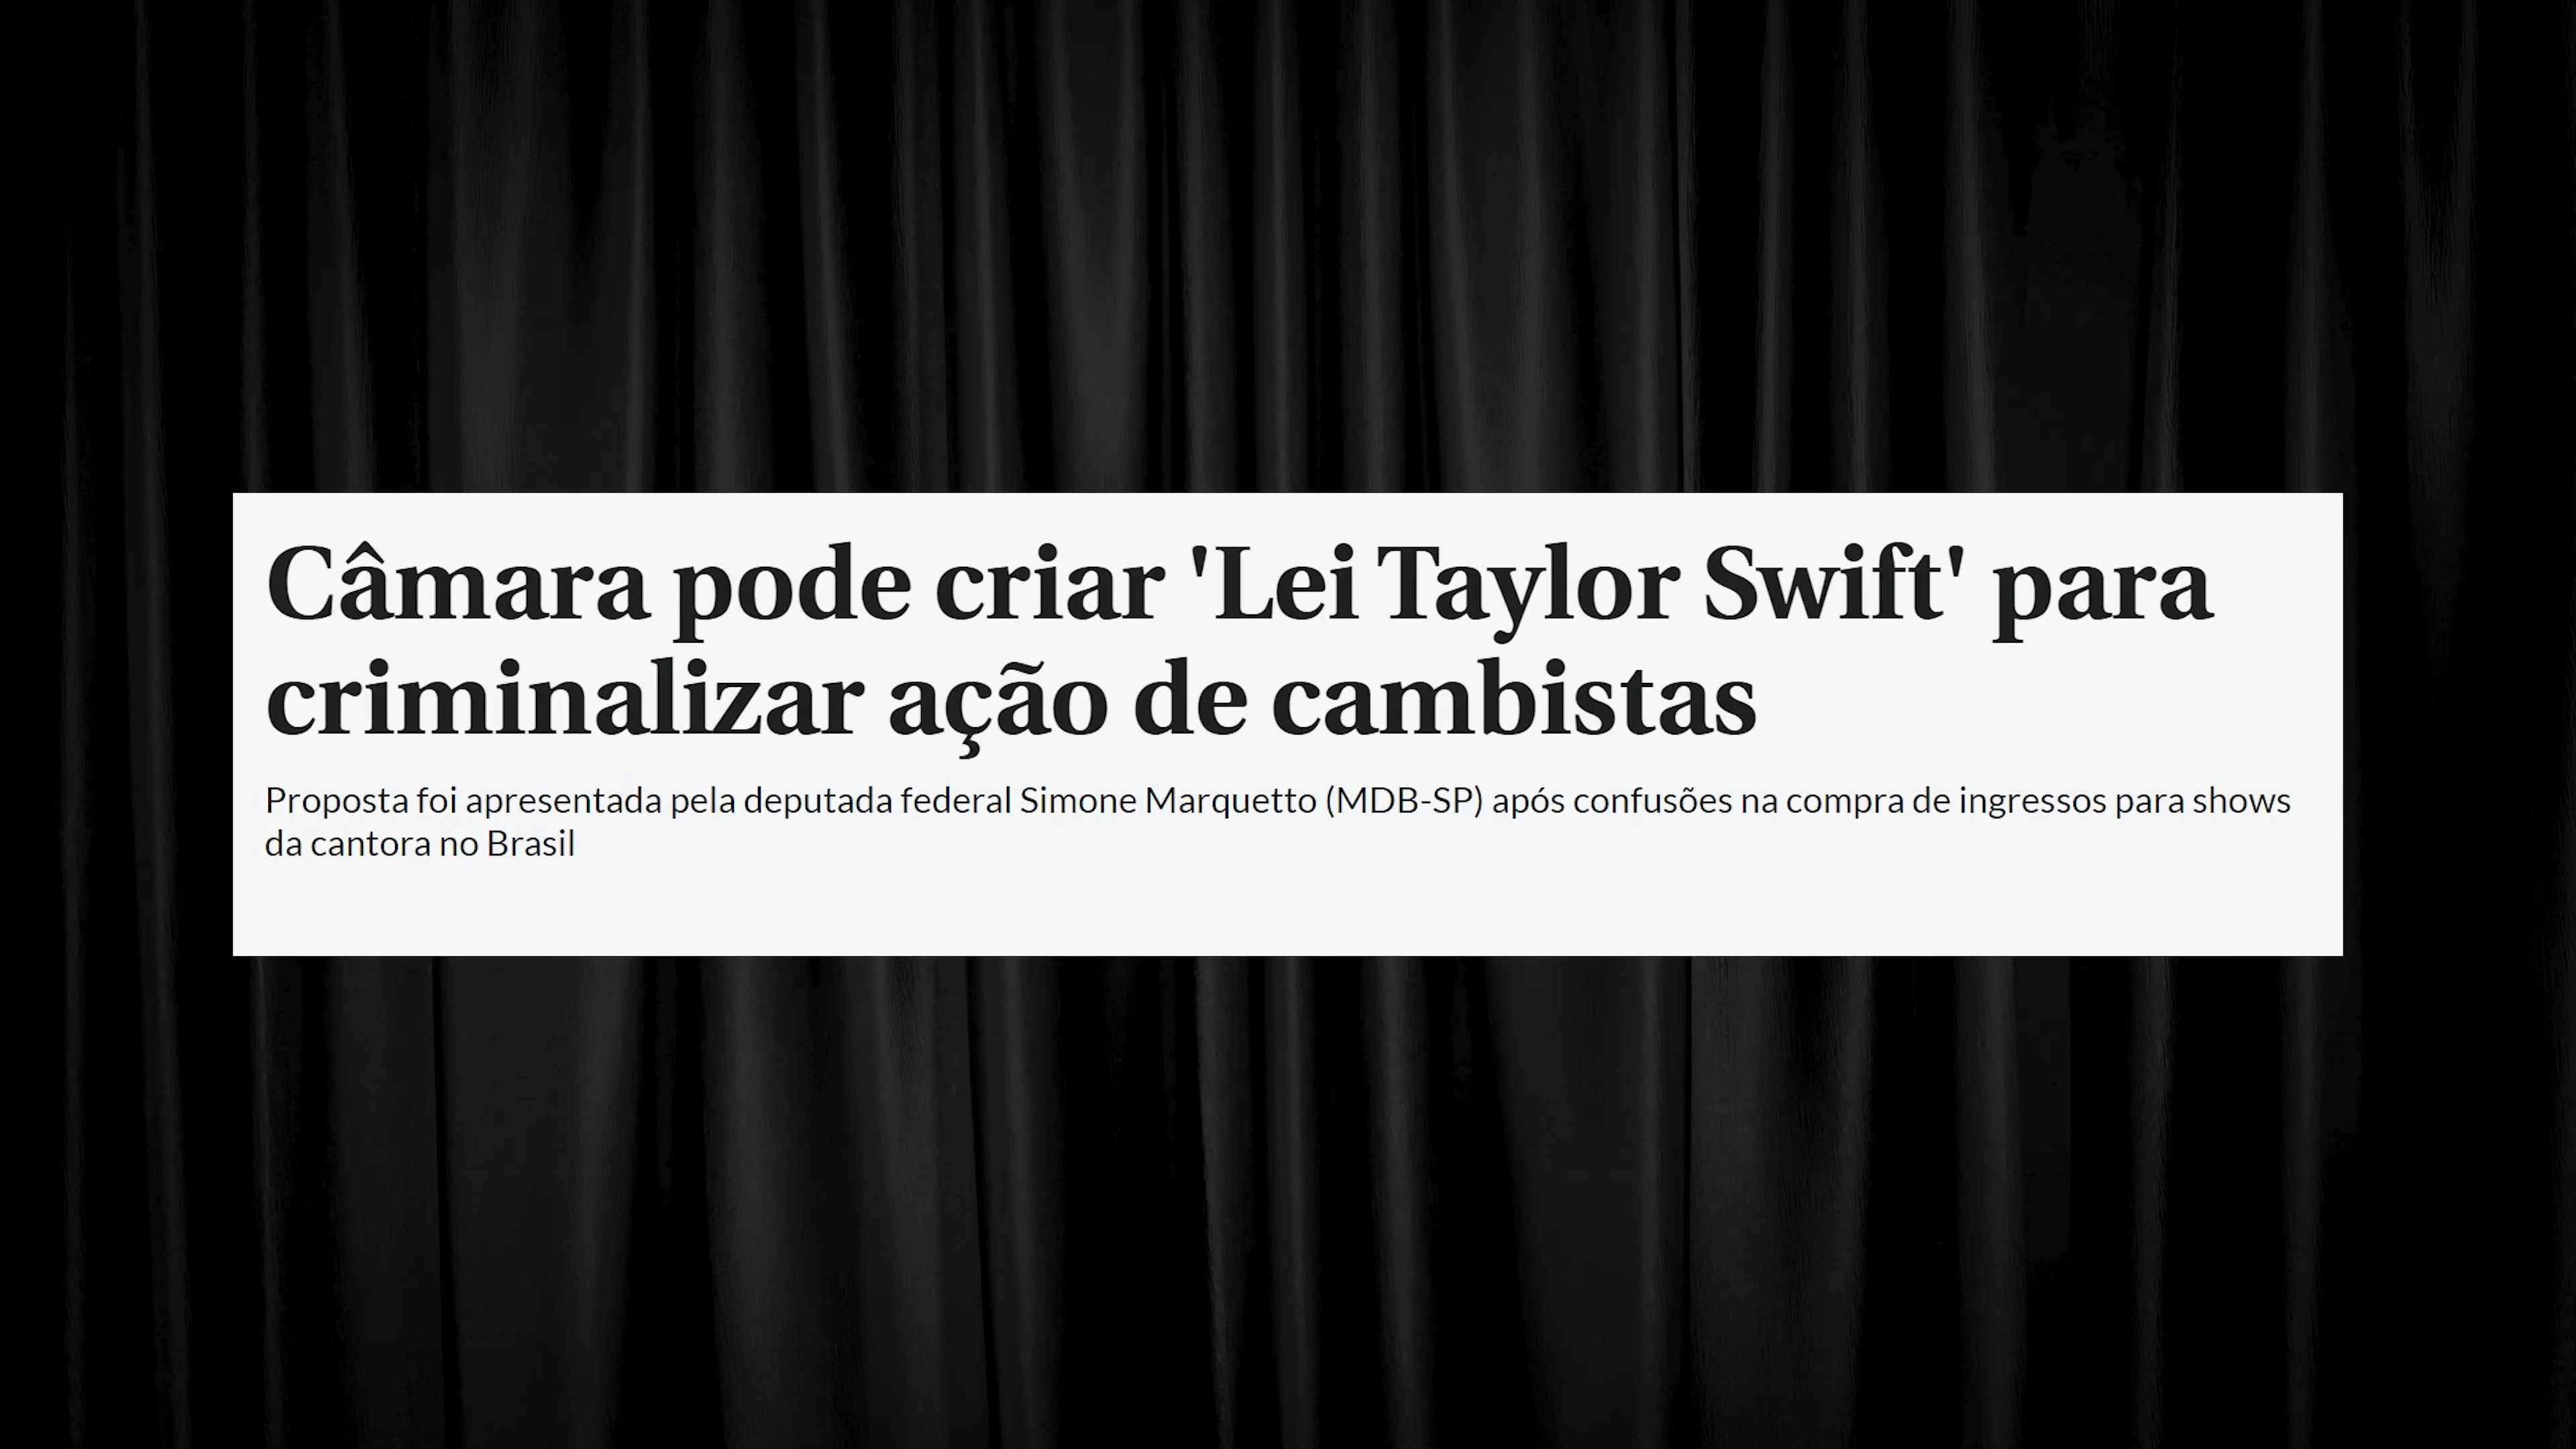 Câmara pode criar 'Lei Taylor Swift' para
criminalizar ação de cambistas
Proposta foi apresentada pela deputada federal Simone Marquetto (MDB-SP) após confusões na compra de ingressos para shows
da cantora no Brasil